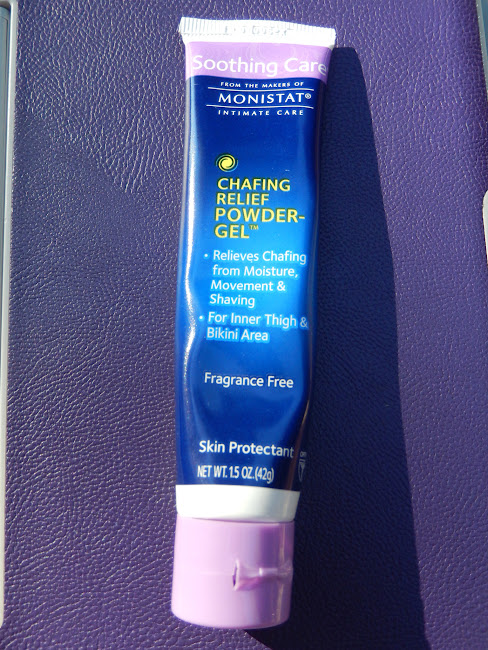 Soothing Care
FROM THE MAKERS OF
MONISTAT®
INTIMATE CARE
CHAFING
RELIEF
POWDER-
GEL™
• Relieves Chafing
from Moisture,
Movement &
Shaving
• For Inner Thigh &
Bikini Area
Fragrance Free
Skin Protectant
NET WT. 1.5 OZ. (42g)